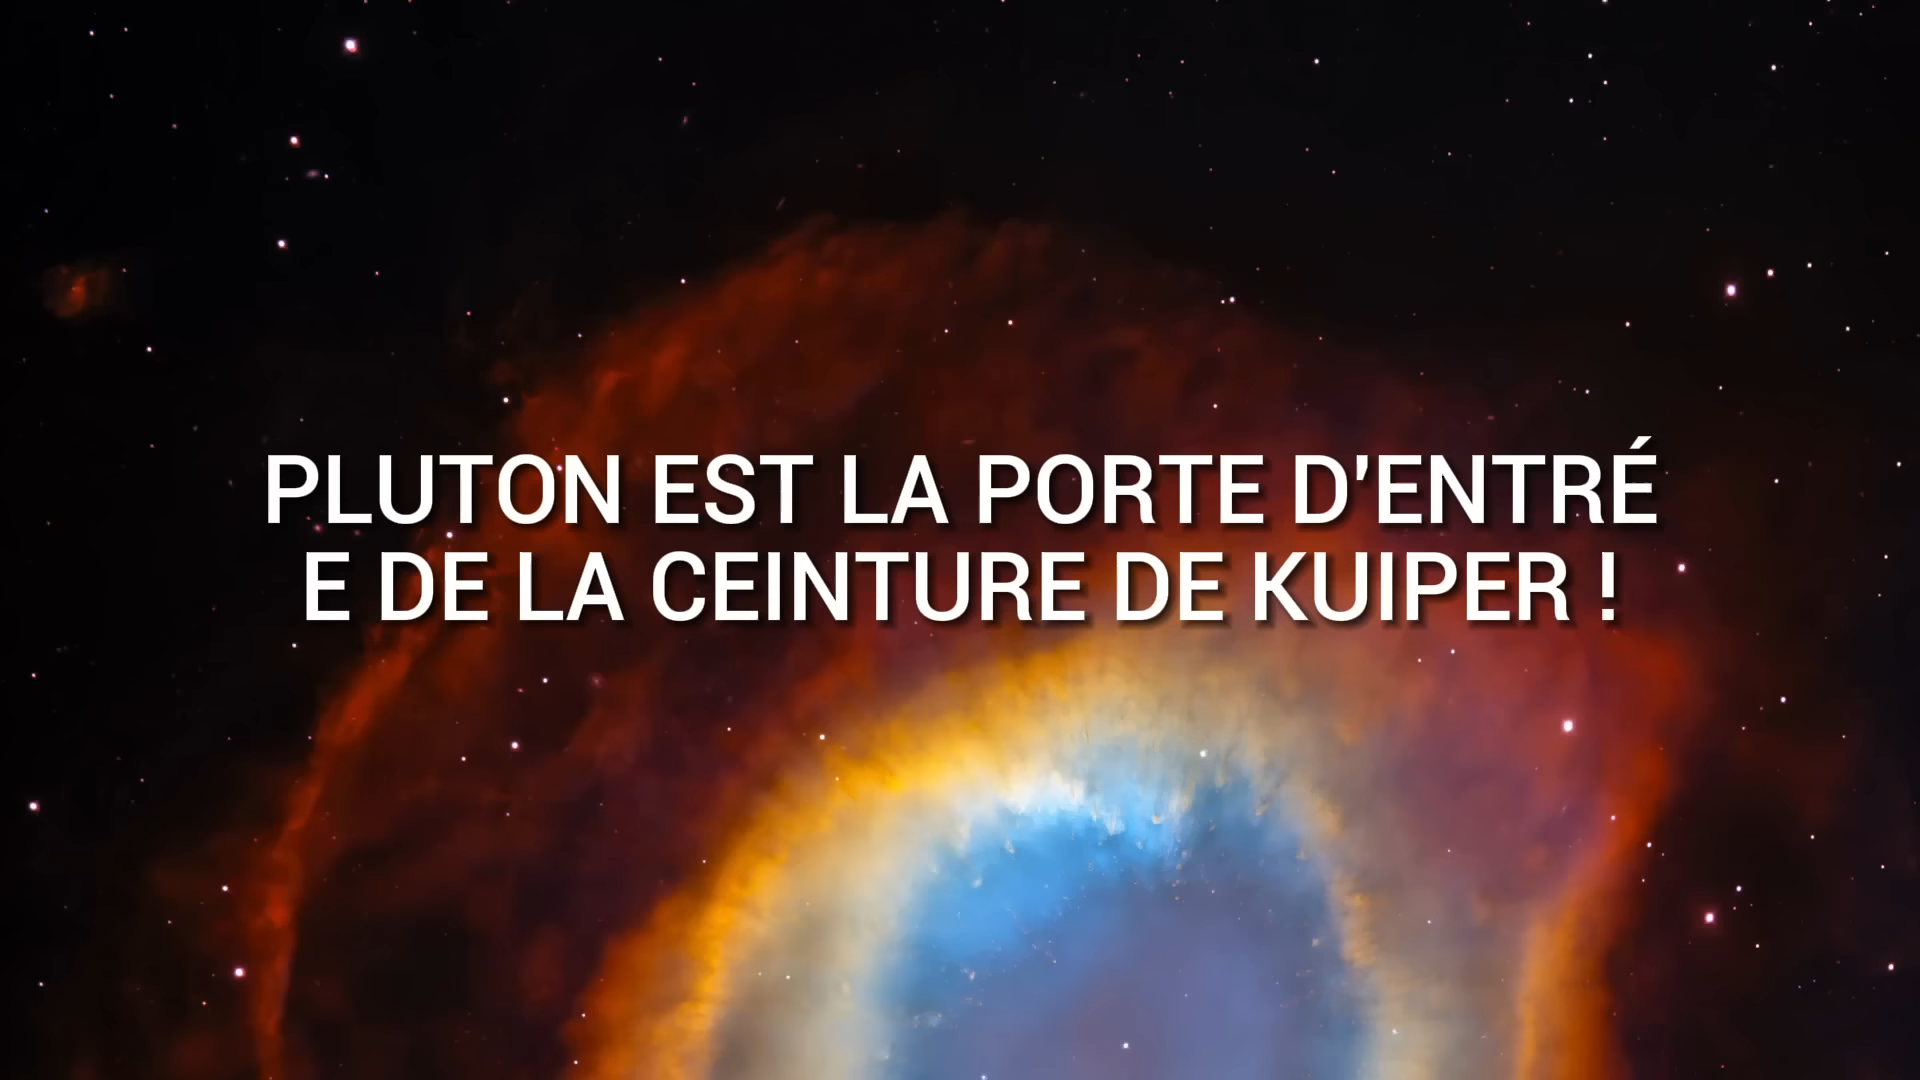 PLUTON EST LA PORTE D'ENTRÉ
E DE LA CEINTURE DE KUIPER !